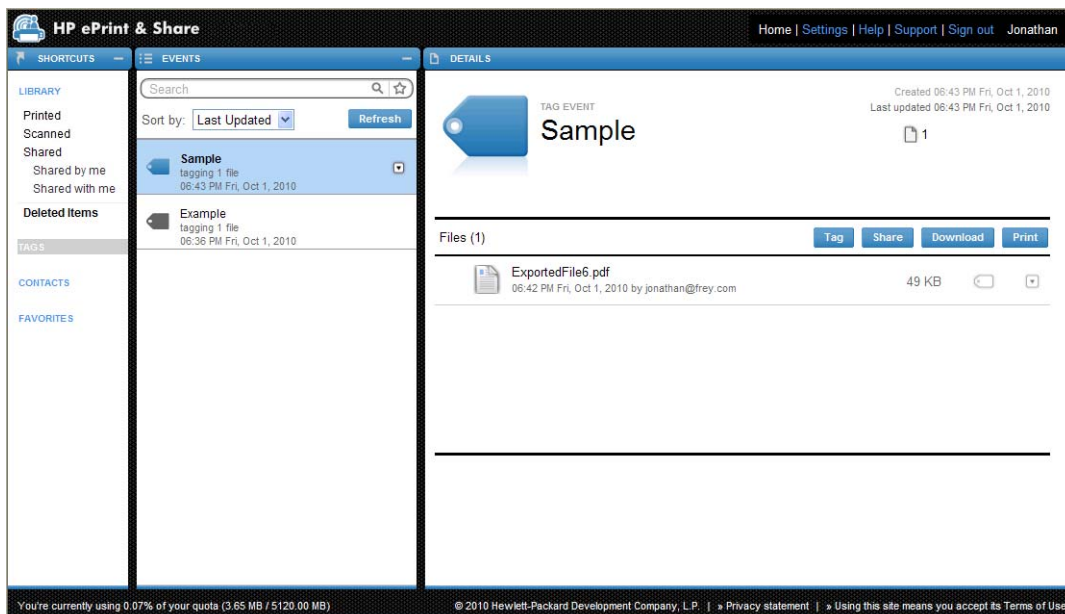 HP ePrint & Share
Home | Settings | Help | Support | Sign out Jonathan
SHORTCUTS
LIBRARY
Printed
Scanned
Shared
Shared by me
Shared with me
Deleted Items
TAGS
CONTACTS
FAVORITES
EVENTS
Search
Sort by: Last Updated Refresh
Sample
tagging 1 file
06:43 PM Fri, Oct 1, 2010
Example
tagging 1 file
06:36 PM Fri, Oct 1, 2010
DETAILS
TAG EVENT
Sample
Created 06:43 PM Fri, Oct 1, 2010
Last updated 06:43 PM Fri, Oct 1, 2010
1
Files (1) Tag Share Download Print
ExportedFile6.pdf
06:42 PM Fri, Oct 1, 2010 by jonathan@frey.com
49 KB
You're currently using 0.07% of your quota (3.65 MB / 5120.00 MB)
© 2010 Hewlett-Packard Development Company, L.P. | » Privacy statement | » Using this site means you accept its Terms of Use